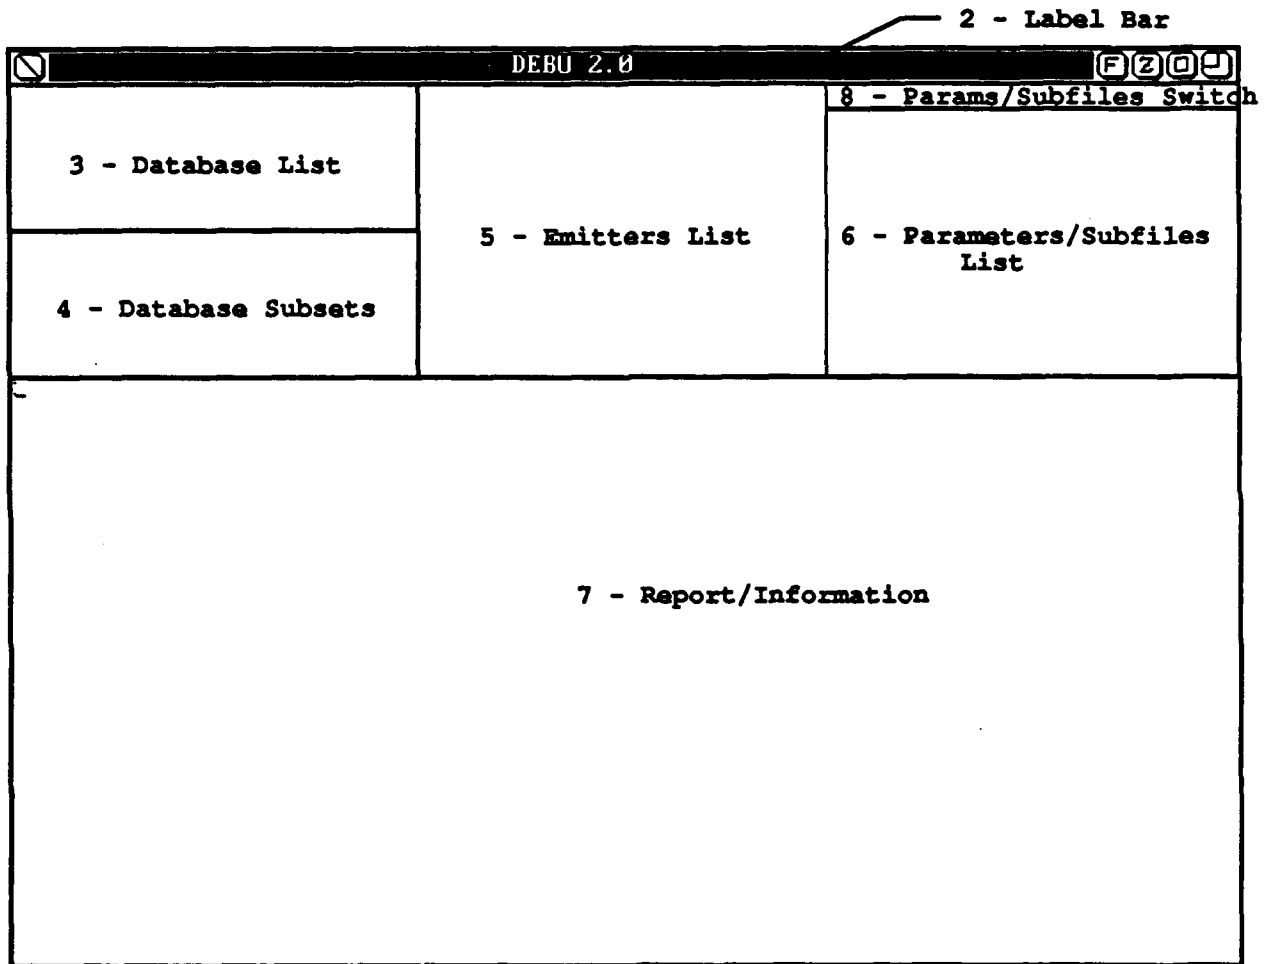 2 - Label Bar
DEBU 2.0
F Z
8 - Params/Subfiles Switch
3 - Database List
5 - Emitters List
6 - Parameters/Subfiles
List
4 - Database Subsets
7 - Report/Information